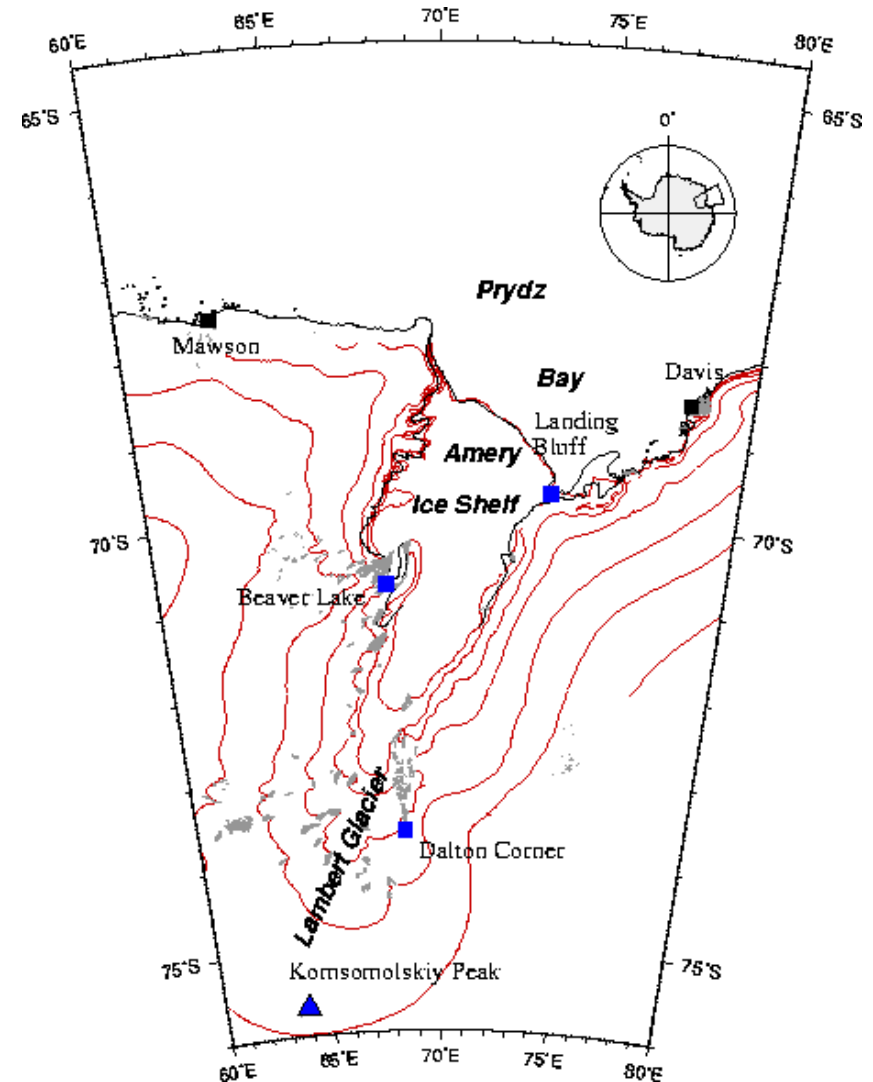 60°E
65°E
70°E
75°E
80°E
65°S
65°S
0°
Prydz
Mawson
Bay
Davis
Landing
Bluff
Amery
Ice Shelf
70°S
70°S
Beaver Lake
Lambert Glacier
Dalton Corner
75°S
Komsomolskiy Peak
75°S
60°E
65°E
70°E
75°E
80°E